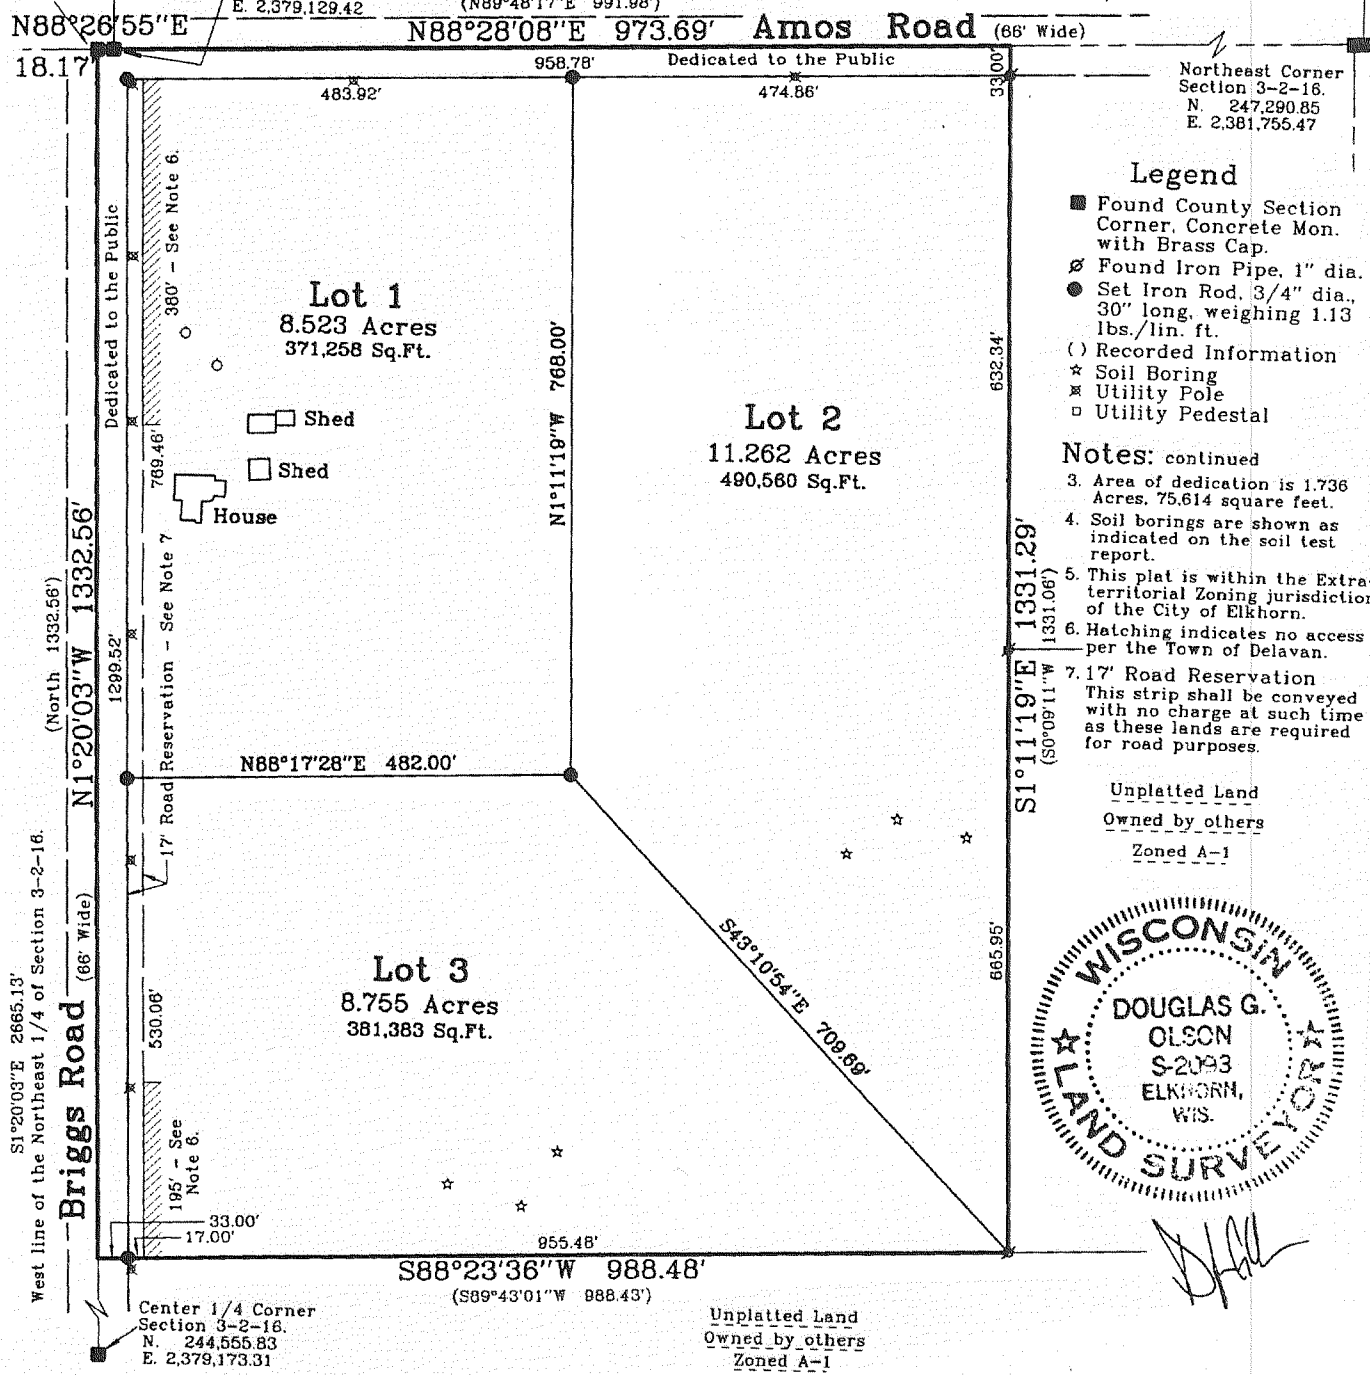 E. 2,379,129.42
(N89°48'17"E 991.98')
N88°26'55"E
N88°28'08"E 973.69' Amos Road (66' Wide)
18.17'
958.78'
Dedicated to the Public
483.92'
474.86'
33.00'
Northeast Corner
Section 3-2-16.
N. 247,290.85
E. 2,381,755.47
Legend
Found County Section
Corner, Concrete Mon.
with Brass Cap.
Found Iron Pipe, 1" dia.
Set Iron Rod, 3/4" dia.,
30" long, weighing 1.13
lbs./lin. ft.
( ) Recorded Information
Soil Boring
Utility Pole
Utility Pedestal
Notes: continued
3. Area of dedication is 1.736
Acres, 75,614 square feet.
4. Soil borings are shown as
indicated on the soil test
report.
5. This plat is within the Extra-
territorial Zoning jurisdiction
of the City of Elkhorn.
6. Hatching indicates no access
per the Town of Delavan.
7. 17' Road Reservation
This strip shall be conveyed
with no charge at such time
as these lands are required
for road purposes.
Unplatted Land
Owned by others
Zoned A-1
Dedicated to the Public
380' - See Note 6.
Lot 1
8.523 Acres
371,258 Sq.Ft.
Shed
Shed
House
769.46'
N1°11'19"W 768.00'
Lot 2
11.262 Acres
490,560 Sq.Ft.
632.34'
S1°11'19"E 1331.29'
(S0°09'11"W 1331.06')
665.95'
N1°20'03"W 1332.56'
(North 1332.56')
1299.52'
17' Road Reservation - See Note 7
N88°17'28"E 482.00'
S43°10'54"E 709.69'
Lot 3
8.755 Acres
381,383 Sq.Ft.
530.06'
195' - See
Note 6.
S1°20'03"E 2665.13'
West line of the Northeast 1/4 of Section 3-2-16.
Briggs Road (66' Wide)
33.00'
17.00'
955.48'
S88°23'36"W 988.48'
(S89°43'01"W 988.43')
Center 1/4 Corner
Section 3-2-16.
N. 244,555.83
E. 2,379,173.31
Unplatted Land
Owned by others
Zoned A-1
WISCONSIN
DOUGLAS G.
OLSON
S-2093
ELKHORN,
WIS.
LAND SURVEYOR